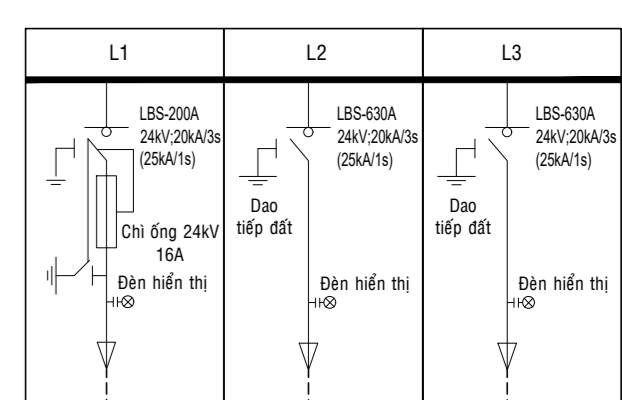 L1
L2
L3
LBS-200A
24kV;20kA/3s
(25kA/1s)
Chì ống 24kV
16A
Đèn hiển thị
LBS-630A
24kV;20kA/3s
(25kA/1s)
Dao
tiếp đất
Đèn hiển thị
LBS-630A
24kV;20kA/3s
(25kA/1s)
Dao
tiếp đất
Đèn hiển thị